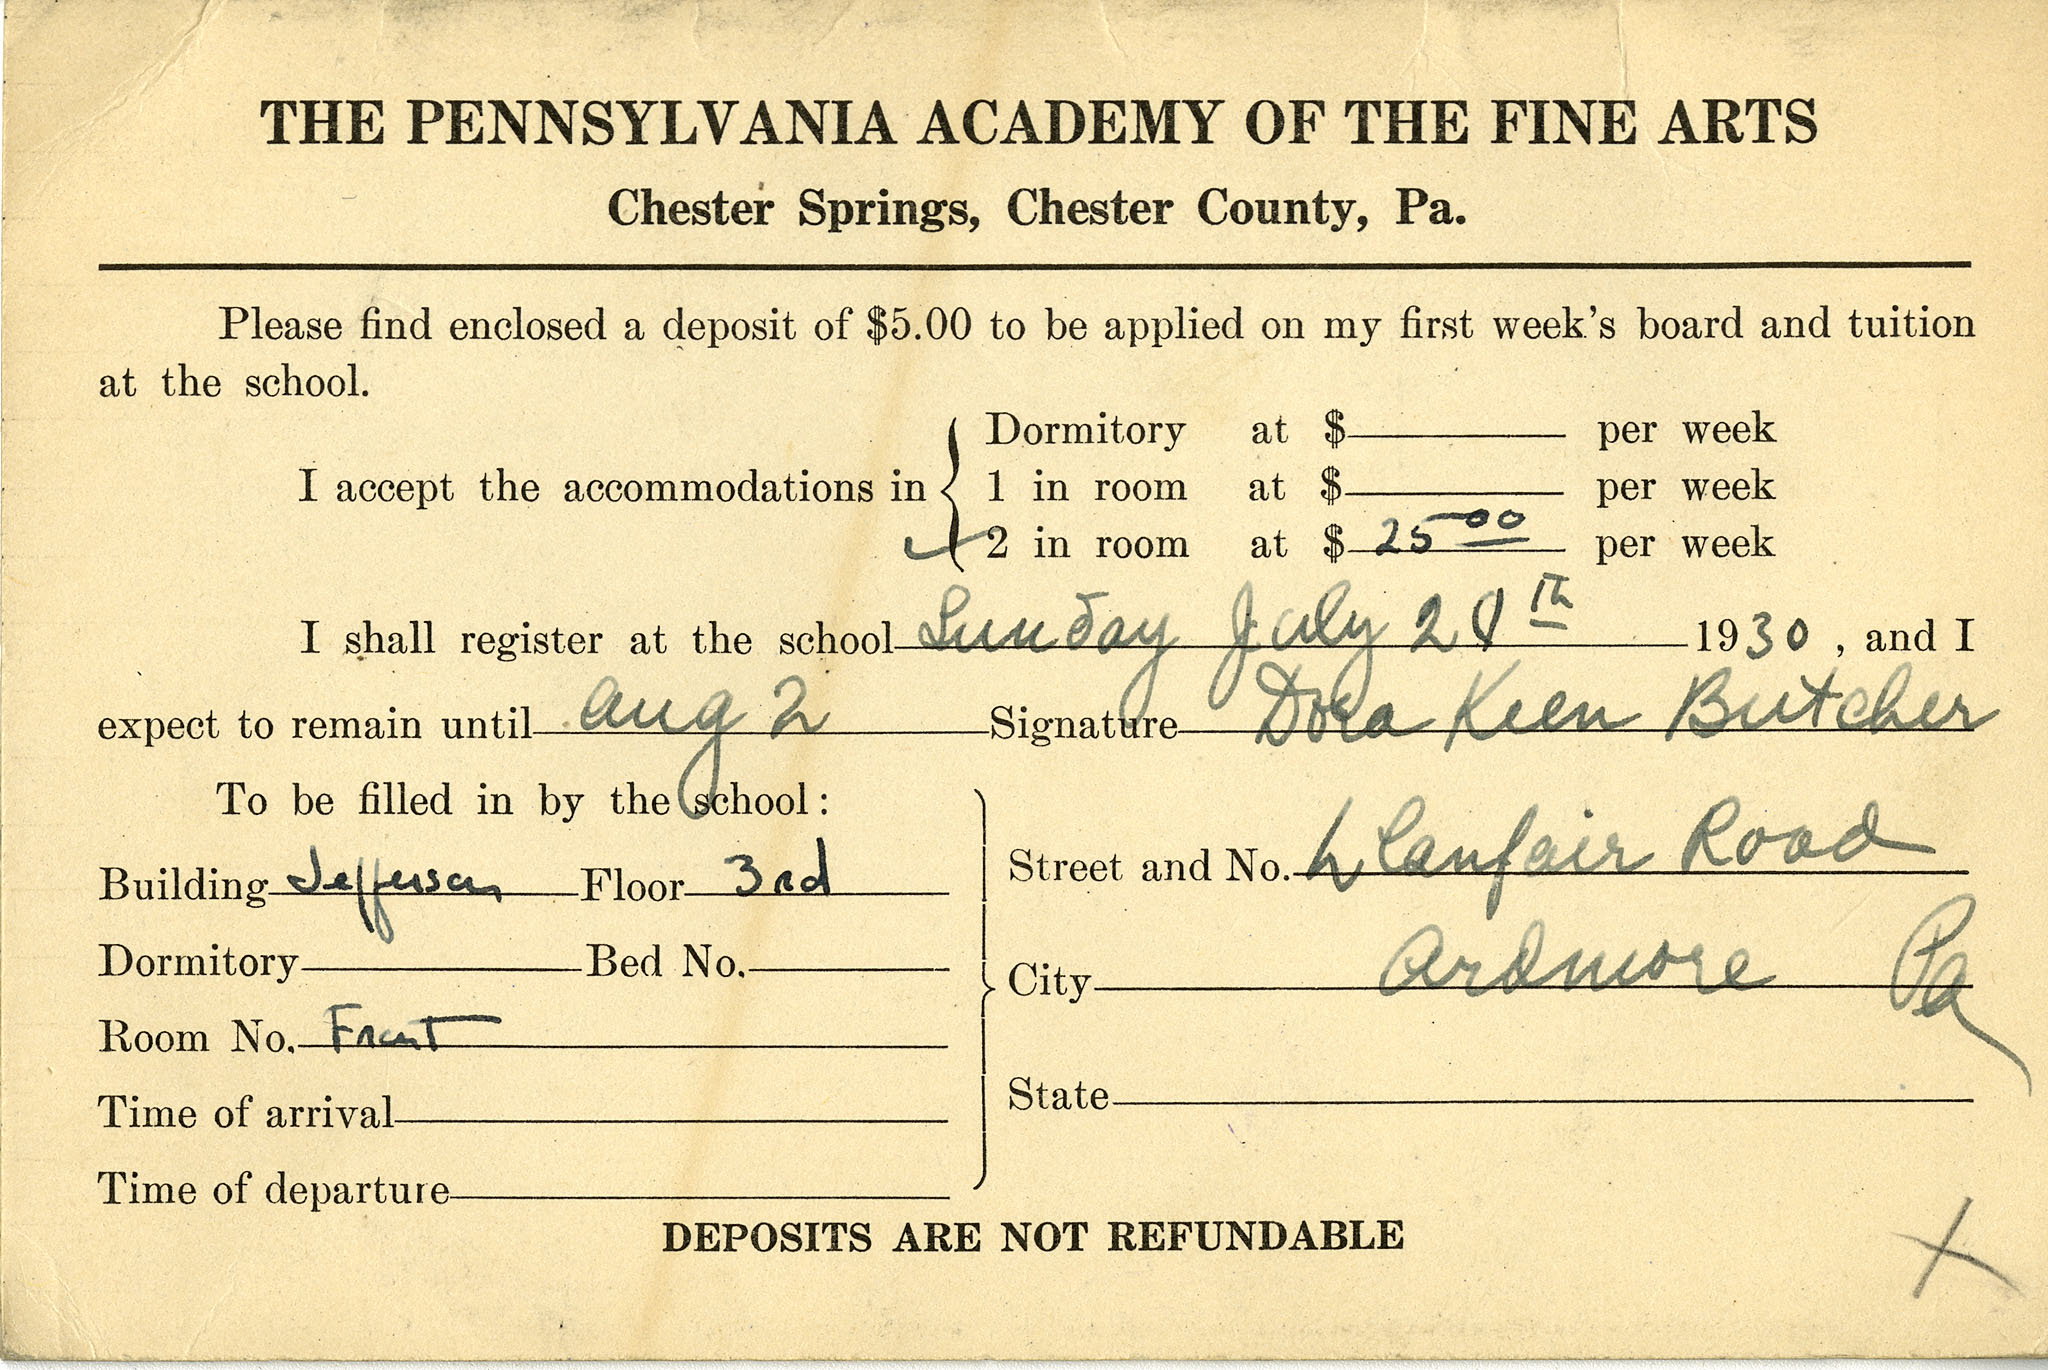 THE PENNSYLVANIA ACADEMY OF THE FINE ARTS
Chester Springs, Chester County, Pa.
Please find enclosed a deposit of $5.00 to be applied on my first week's board and tuition
at the school.
I accept the accommodations in
Dormitory at $ per week
1 in room at $ per week
2 in room at $ 25 00 per week
I shall register at the school Sunday July 28th 1930, and I
expect to remain until Aug 2 Signature Dora Keen Butcher
To be filled in by the school:
Building Jefferson Floor 3rd
Dormitory Bed No.
Room No. Front
Time of arrival
Time of departure
Street and No. Llanfair Road
City Ardmore Pa
State
DEPOSITS ARE NOT REFUNDABLE
X